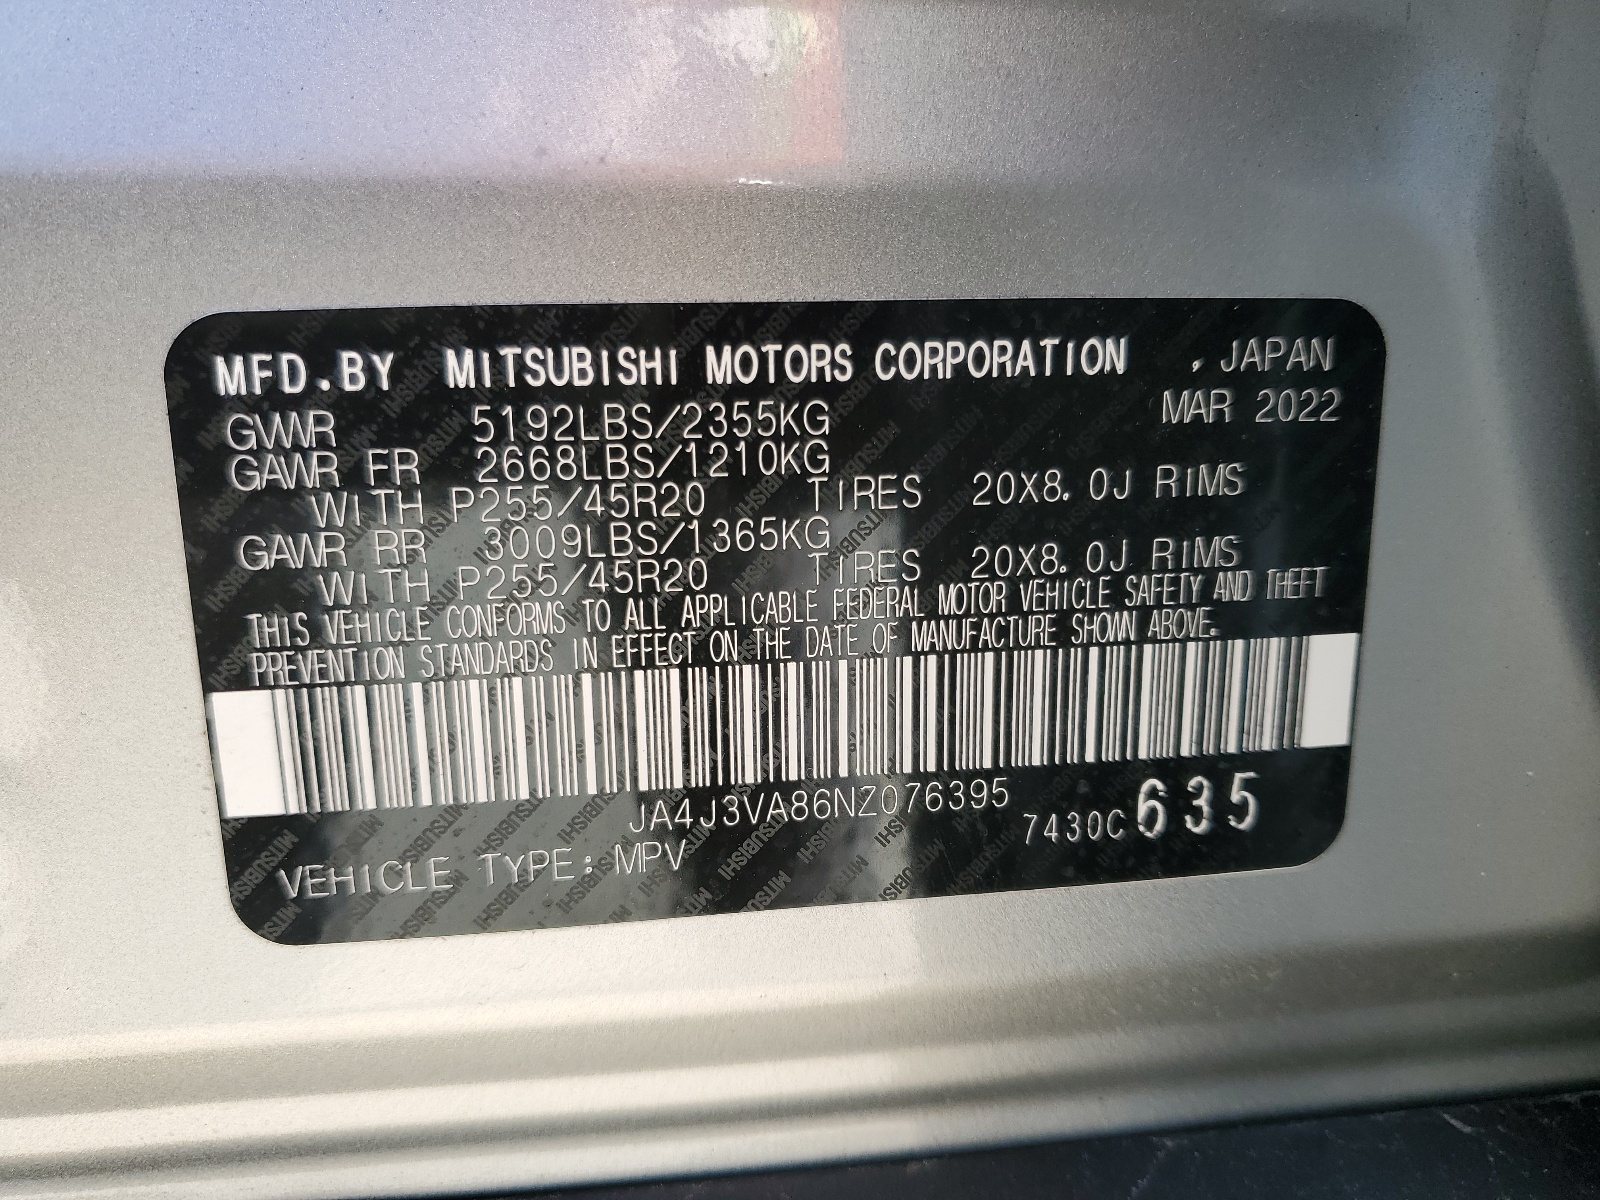 MFD.BY MITSUBISHI MOTORS CORPORATION , JAPAN
MAR 2022
GVWR 5192LBS/2355KG
GAWR FR 2668LBS/1210KG
WITH P255/45R20 TIRES 20X8.0J RIMS
GAWR RR 3009LBS/1365KG
WITH P255/45R20 TIRES 20X8.0J RIMS
THIS VEHICLE CONFORMS TO ALL APPLICABLE FEDERAL MOTOR VEHICLE SAFETY AND THEFT
PREVENTION STANDARDS IN EFFECT ON THE DATE OF MANUFACTURE SHOWN ABOVE.
JA4J3VA86NZ076395
7430C 635
VEHICLE TYPE: MPV